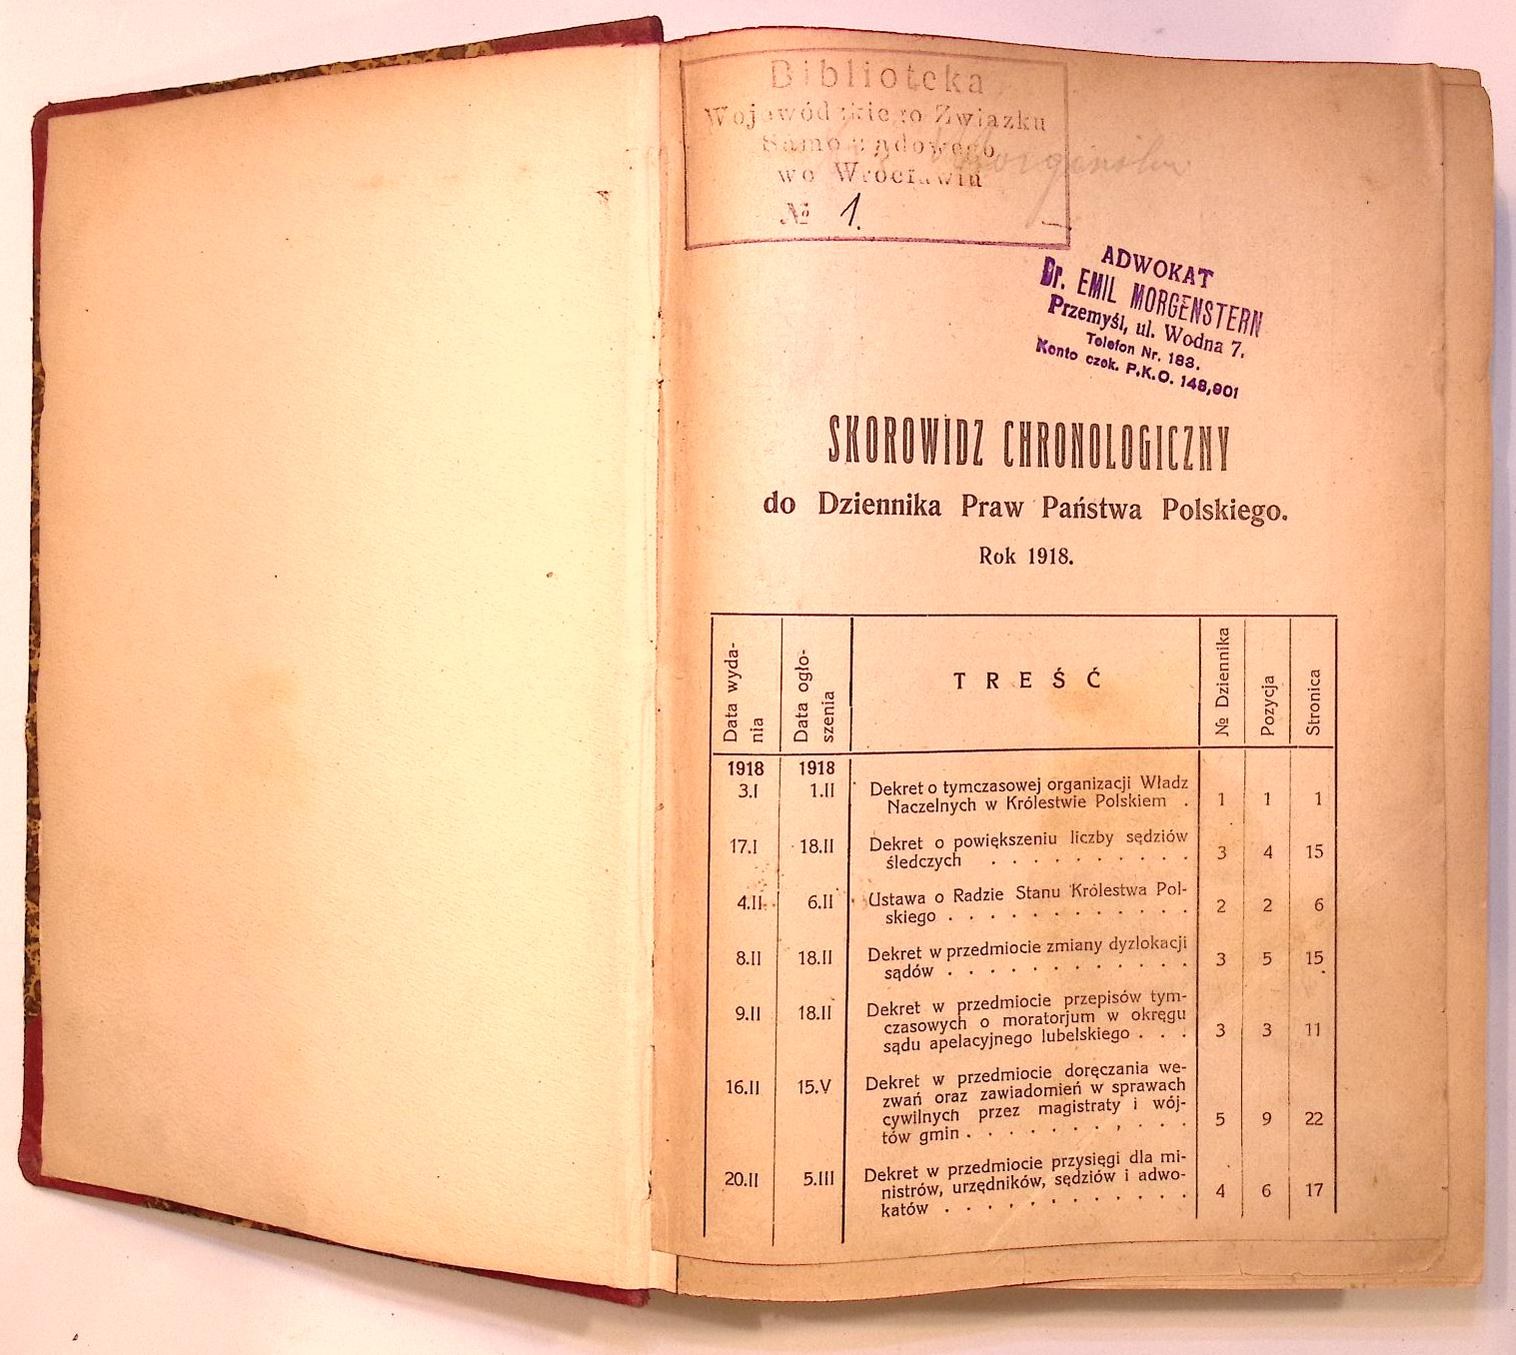 Biblioteka
Wojewódzkiego Związku
Samorządowego
we Wrocławiu
№ 1.
ADWOKAT
Dr. EMIL MORGENSTERN
Przemyśl, ul. Wodna 7.
Telefon Nr. 183.
Konto czek. P.K.O. 148,901
SKOROWIDZ CHRONOLOGICZNY
do Dziennika Praw Państwa Polskiego.
Rok 1918.
Data wyda-
nia
Data ogło-
szenia
TREŚĆ
№ Dziennika
Pozycja
Stronica
1918 1918
3.I 1.II Dekret o tymczasowej organizacji Władz
Naczelnych w Królestwie Polskiem . 1 1 1
17.I 18.II Dekret o powiększeniu liczby sędziów
śledczych . . . . . . . . . . 3 4 15
4.II 6.II Ustawa o Radzie Stanu Królestwa Pol-
skiego . . . . . . . . . . . . 2 2 6
8.II 18.II Dekret w przedmiocie zmiany dyzlokacji
sądów . . . . . . . . . . . . 3 5 15
9.II 18.II Dekret w przedmiocie przepisów tym-
czasowych o moratorjum w okręgu
sądu apelacyjnego lubelskiego . . . 3 3 11
16.II 15.V Dekret w przedmiocie doręczania we-
zwań oraz zawiadomień w sprawach
cywilnych przez magistraty i wój-
tów gmin . . . . . . . . . . . 5 9 22
20.II 5.III Dekret w przedmiocie przysięgi dla mi-
nistrów, urzędników, sędziów i adwo-
katów . . . . . . . . . . . . 4 6 17